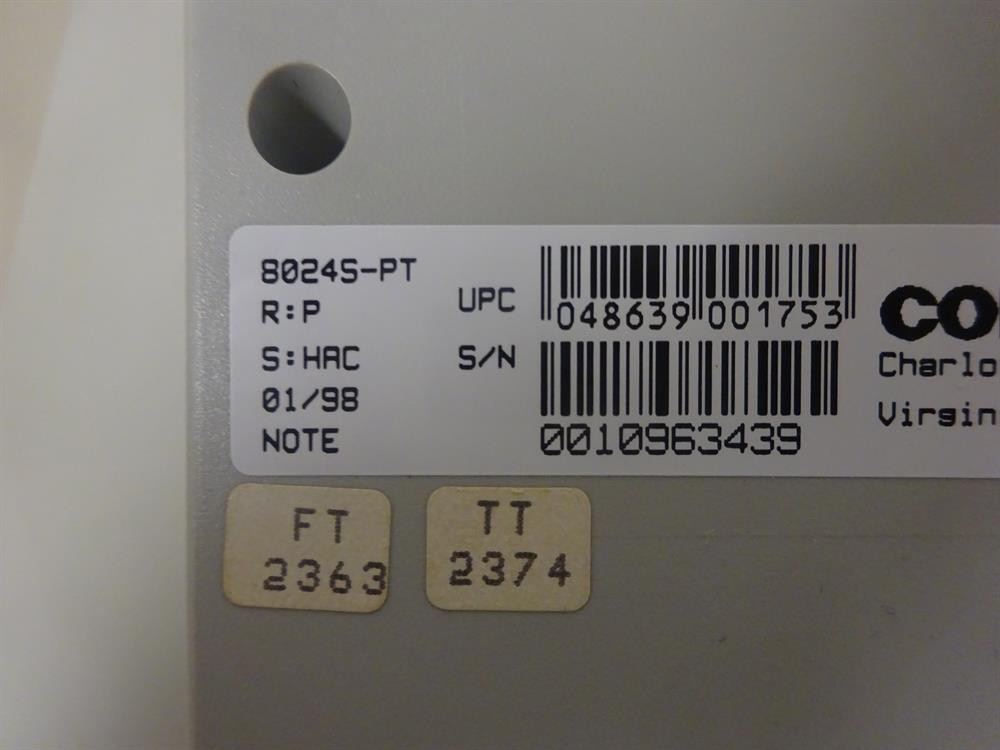 8024S-PT
R:P
S:HAC
01/98
NOTE
UPC
048639 001753
S/N
0010963439
CO
Charlo
Virgin
FT
2363
TT
2374